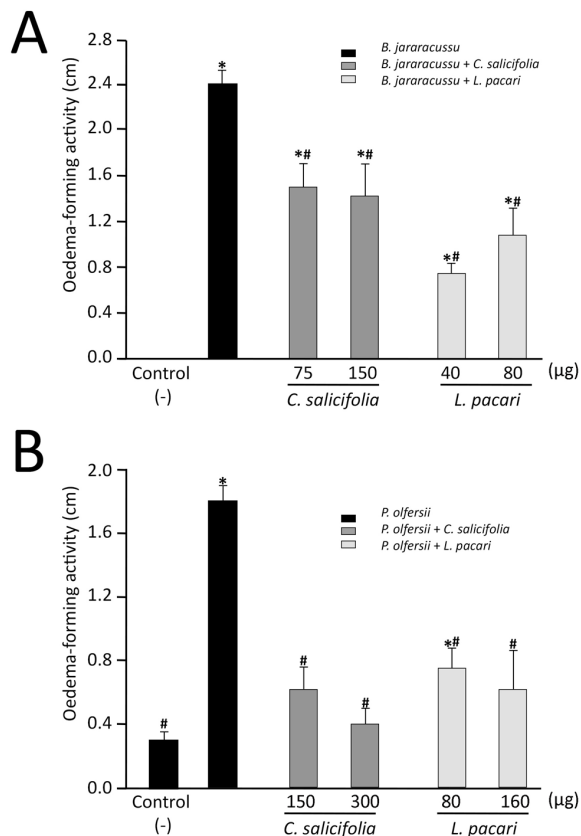 A
Oedema-forming activity (cm)
2.8
2.4
2.0
1.6
1.2
0.8
0.4
0.0
*
*#
*#
*#
*#
B. jararacussu
B. jararacussu + C. salicifolia
B. jararacussu + L. pacari
Control
(-)
75 150 40 80 (µg)
C. salicifolia L. pacari
B
Oedema-forming activity (cm)
2.0
1.6
1.2
0.8
0.4
0.0
#
*
#
#
*#
#
P. olfersii
P. olfersii + C. salicifolia
P. olfersii + L. pacari
Control
(-)
150 300 80 160 (µg)
C. salicifolia L. pacari